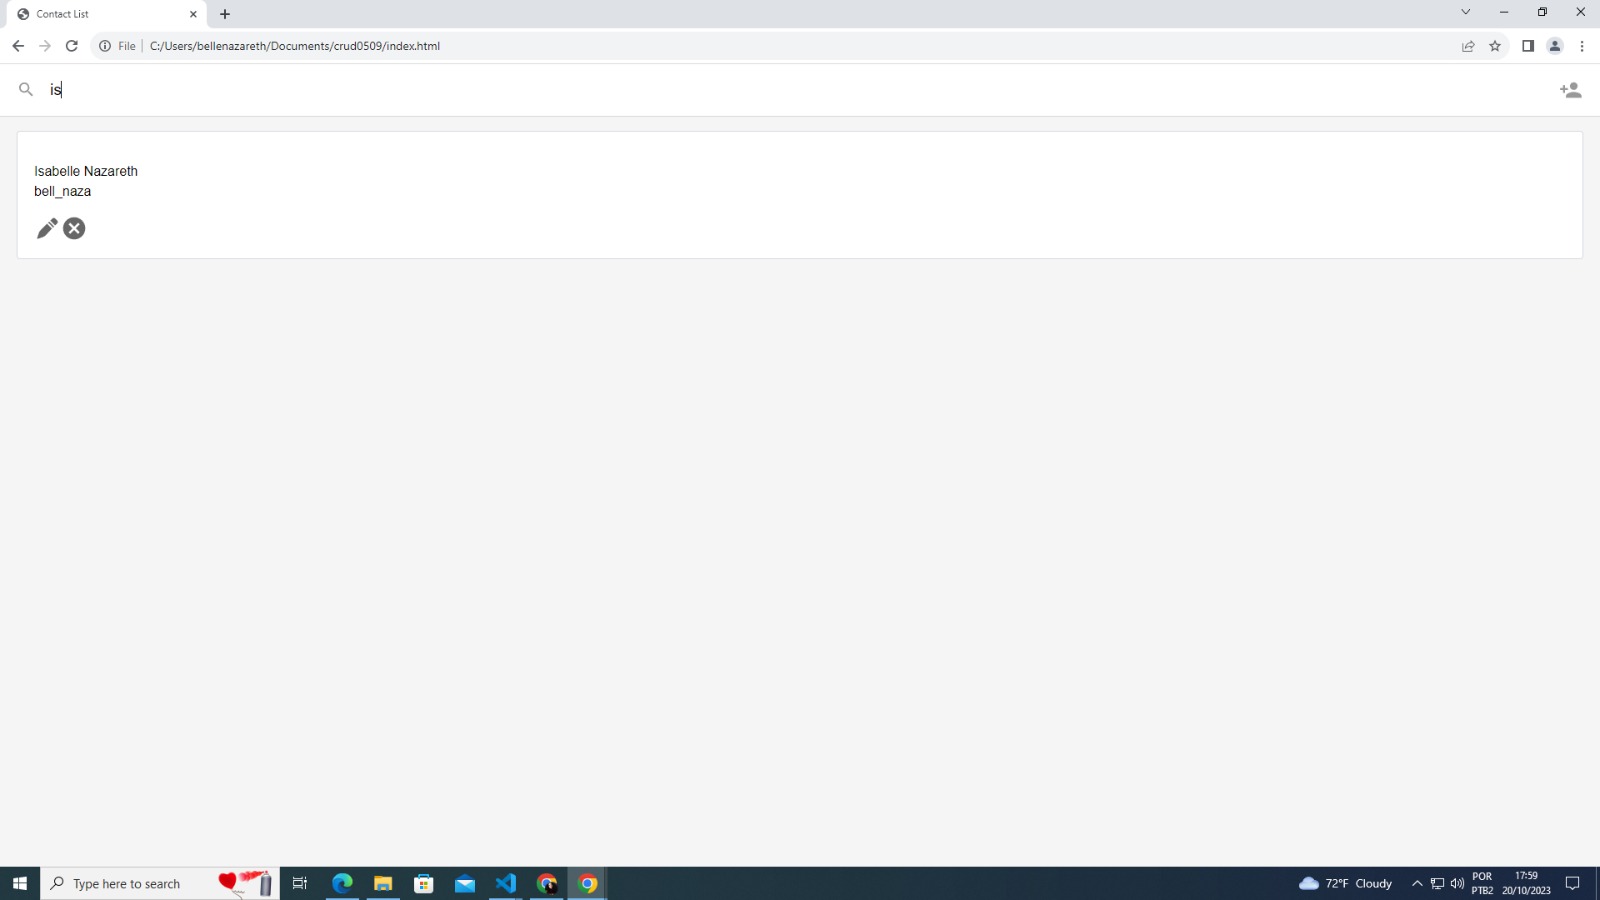 Contact List
File
C:/Users/bellenazareth/Documents/crud0509/index.html
is
Isabelle Nazareth
bell_naza
Type here to search
72°F Cloudy
POR
PTB2
17:59
20/10/2023